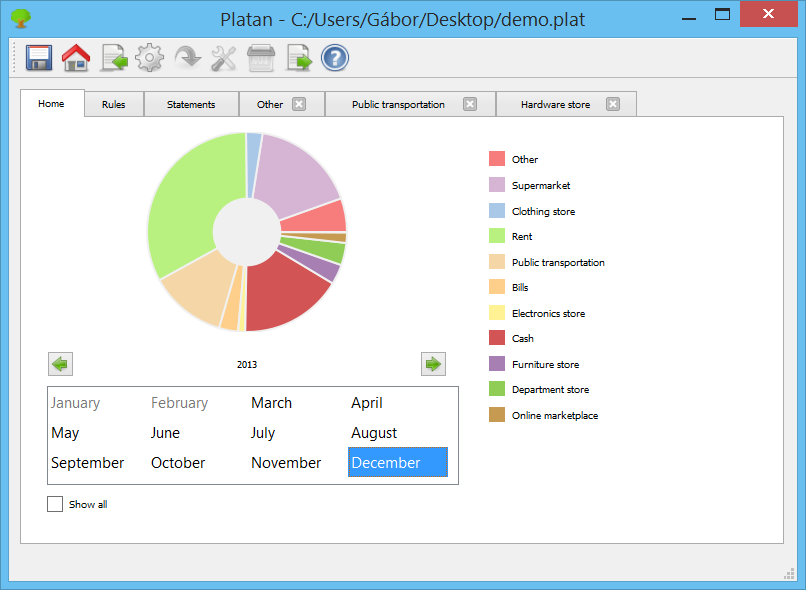 Platan - C:/Users/Gábor/Desktop/demo.plat
Home Rules Statements Other Public transportation Hardware store
Other
Supermarket
Clothing store
Rent
Public transportation
Bills
Electronics store
Cash
Furniture store
Department store
Online marketplace
2013
January February March April
May June July August
September October November December
Show all